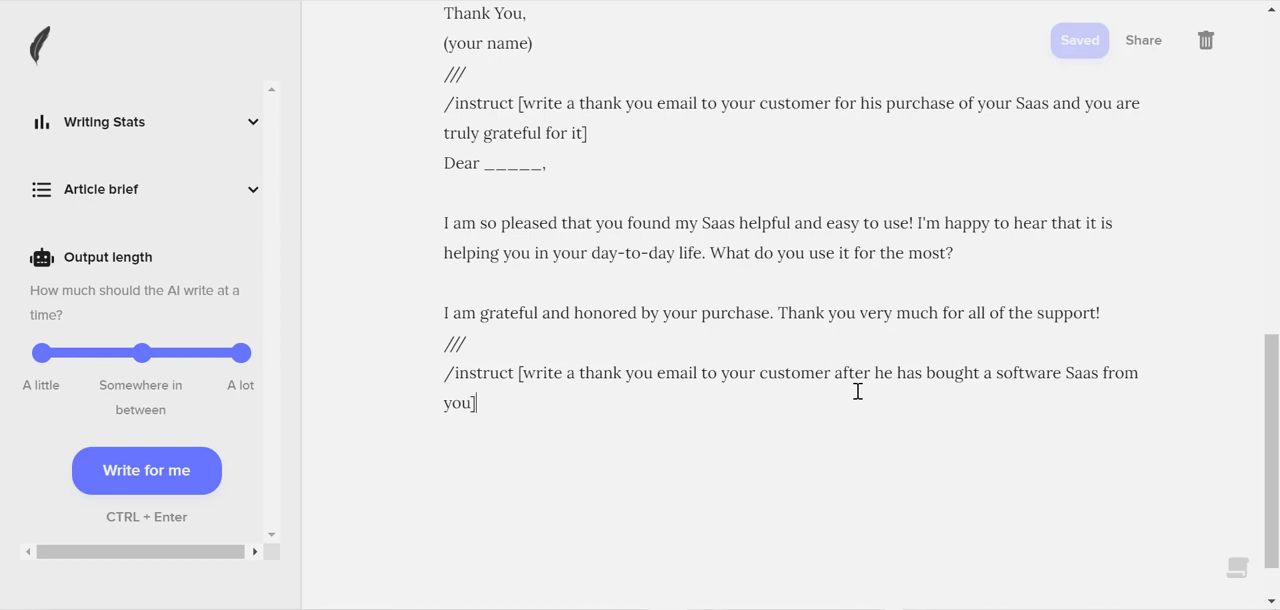 Thank You,
(your name)
///
/instruct [write a thank you email to your customer for his purchase of your Saas and you are
truly grateful for it]
Dear _____,
I am so pleased that you found my Saas helpful and easy to use! I'm happy to hear that it is
helping you in your day-to-day life. What do you use it for the most?
I am grateful and honored by your purchase. Thank you very much for all of the support!
///
/instruct [write a thank you email to your customer after he has bought a software Saas from
you]
Saved
Share
Writing Stats
Article brief
Output length
How much should the AI write at a
time?
A little
Somewhere in
between
A lot
Write for me
CTRL + Enter